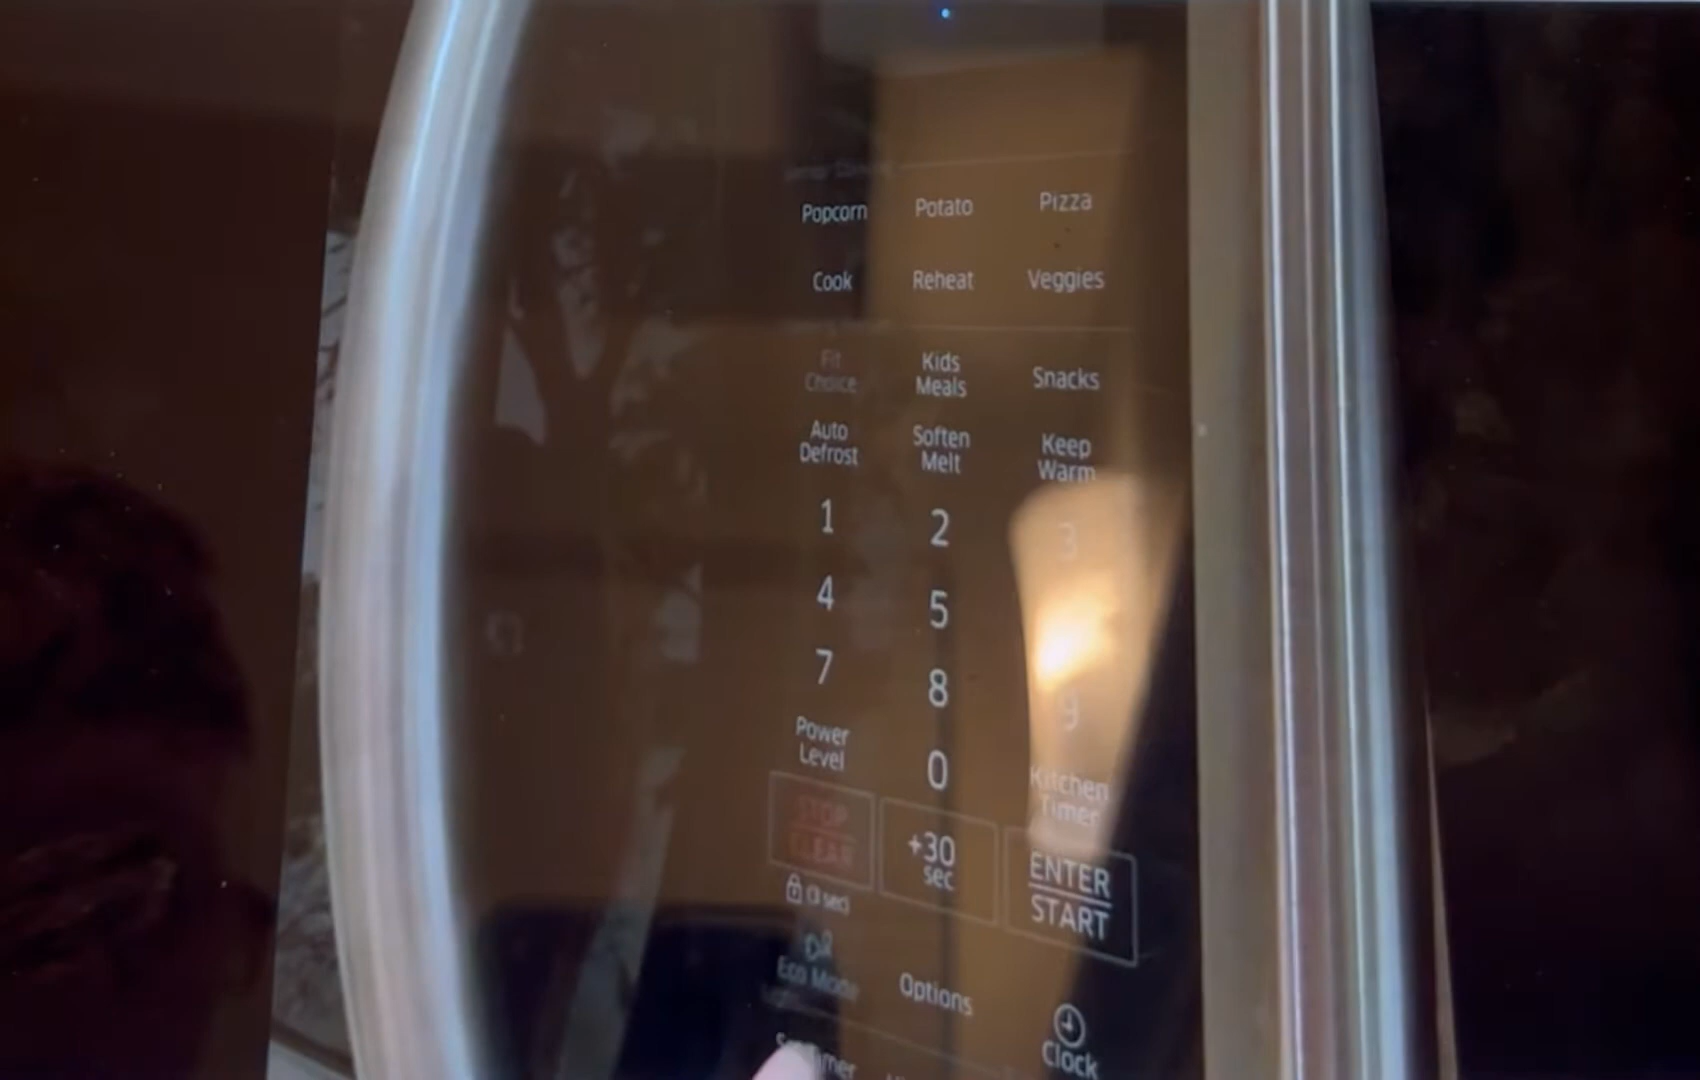 Popcorn Potato Pizza
Cook Reheat Veggies
Fit
Choice
Kids
Meals
Snacks
Auto
Defrost
Soften
Melt
Keep
Warm
1 2 3
4 5
7 8 9
Power
Level
0
Kitchen
Timer
STOP
CLEAR
+30
sec
ENTER
START
(3 sec)
Eco Mode
Options
Clock